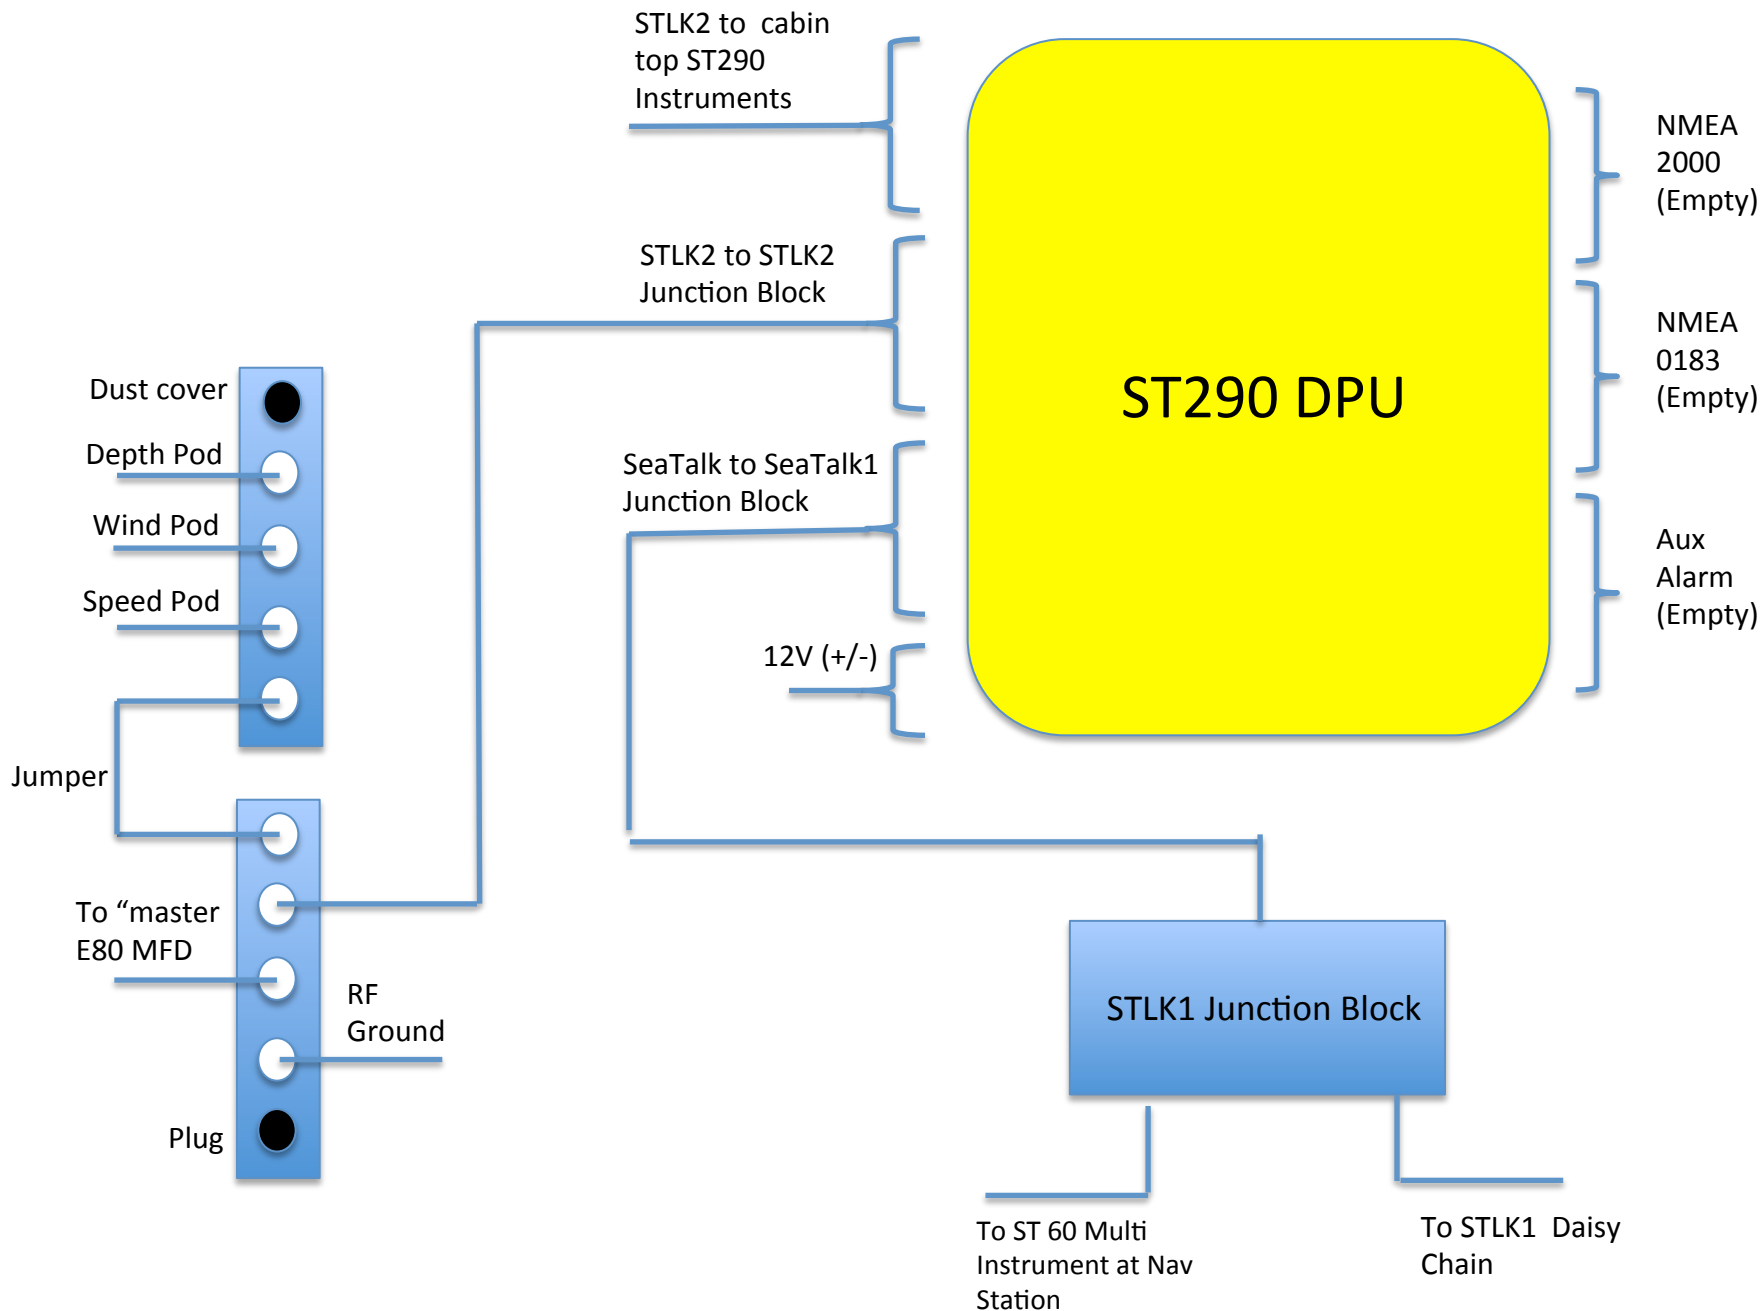 STLK2 to  cabin
top ST290
Instruments
NMEA
2000
(Empty)
STLK2 to STLK2
Junction Block
NMEA
0183
(Empty)
ST290 DPU
Dust cover
Depth Pod
Wind Pod
Speed Pod
SeaTalk to SeaTalk1
Junction Block
Aux
Alarm
(Empty)
12V (+/-)
Jumper
To “master
E80 MFD
RF
Ground
Plug
STLK1 Junction Block
To ST 60 Multi
Instrument at Nav
Station
To STLK1  Daisy
Chain